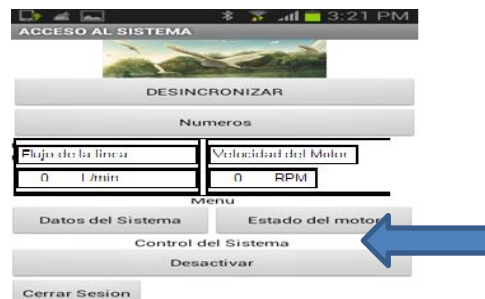 3:21 PM
ACCESO AL SISTEMA
DESINCRONIZAR
Numeros
Flujo de la linea Velocidad del Motor
0 L/min 0 RPM
Menu
Datos del Sistema Estado del motor
Control del Sistema
Desactivar
Cerrar Sesion